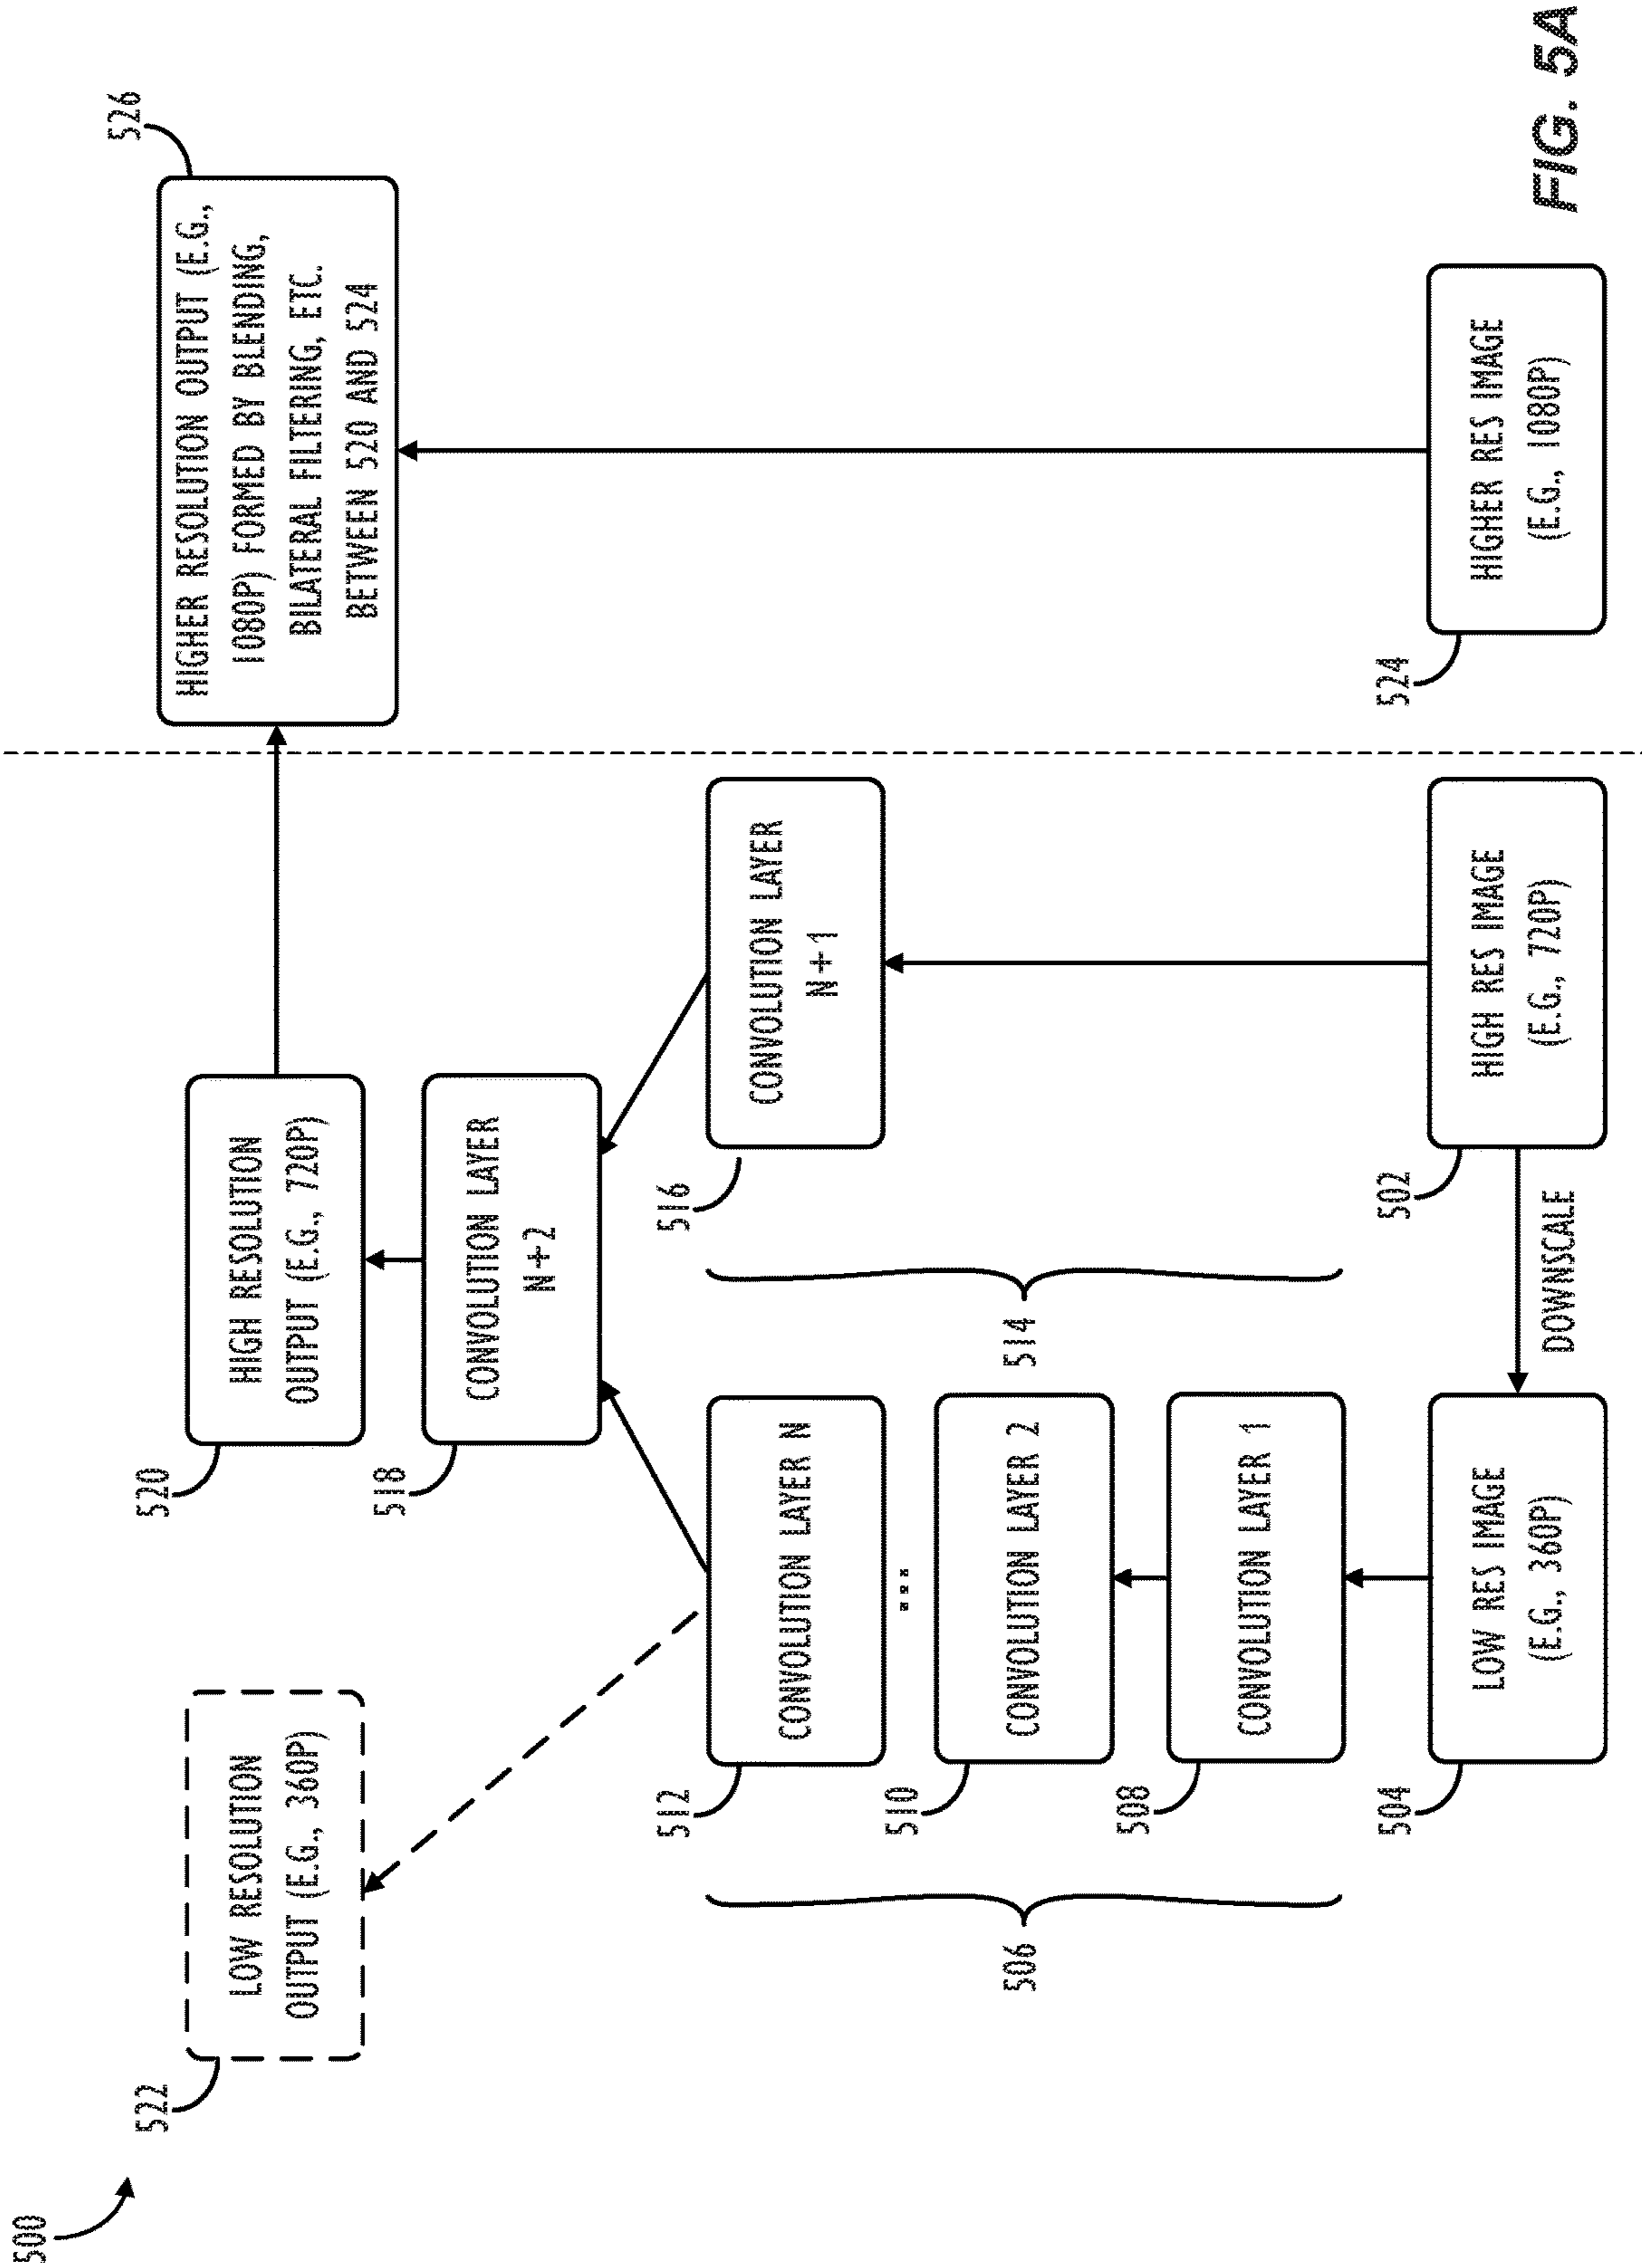 500
522
LOW RESOLUTION
OUTPUT (E.G., 360P)
520
HIGH RESOLUTION
OUTPUT (E.G., 720P)
526
HIGHER RESOLUTION OUTPUT (E.G.,
1080P) FORMED BY BLENDING,
BILATERAL FILTERING, ETC.
BETWEEN 520 AND 524
518
CONVOLUTION LAYER
N+2
512
CONVOLUTION LAYER N
...
516
CONVOLUTION LAYER
N+1
506
514
510
CONVOLUTION LAYER 2
508
CONVOLUTION LAYER 1
504
LOW RES IMAGE
(E.G., 360P)
DOWNSCALE
502
HIGH RES IMAGE
(E.G., 720P)
524
HIGHER RES IMAGE
(E.G., 1080P)
FIG. 5A